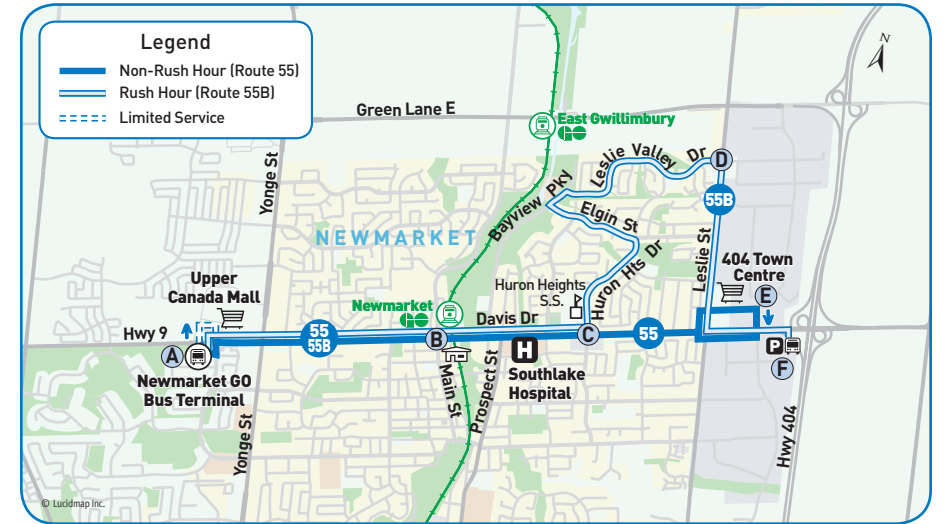 Legend
Non-Rush Hour (Route 55)
Rush Hour (Route 55B)
Limited Service
N
Green Lane E
East Gwillimbury
GO
Yonge St
Leslie Valley Dr
D
55B
Bayview Pky
Elgin St
NEWMARKET
Huron Hts Dr
Leslie St
404 Town
Centre
E
Upper
Canada Mall
Huron Heights
S.S.
Newmarket
GO
Davis Dr
Hwy 9
55
55B
B
C
55
A
H
P
F
Newmarket GO
Bus Terminal
Main St
Prospect St
Southlake
Hospital
Yonge St
Hwy 404
© Lucidmap Inc.